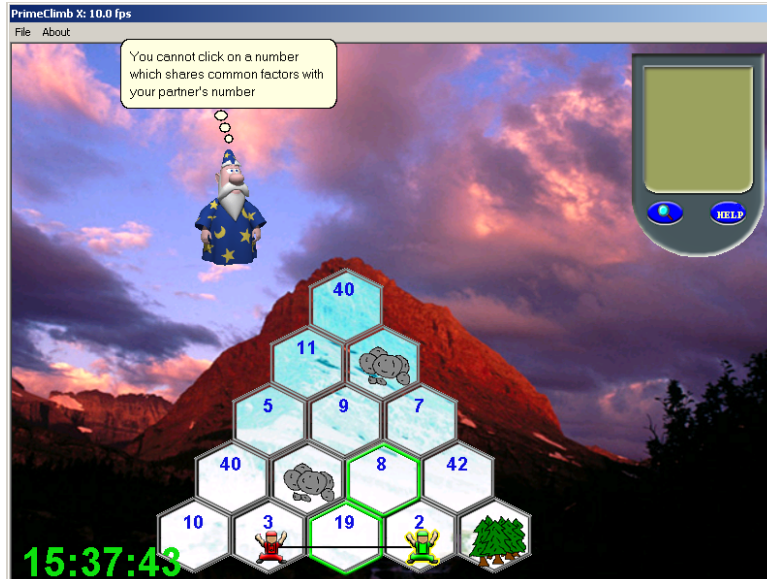 PrimeClimb X: 10.0 fps
File About
You cannot click on a number
which shares common factors with
your partner's number
HELP
40
11
5 9 7
40 8 42
10 3 19 2
15:37:43